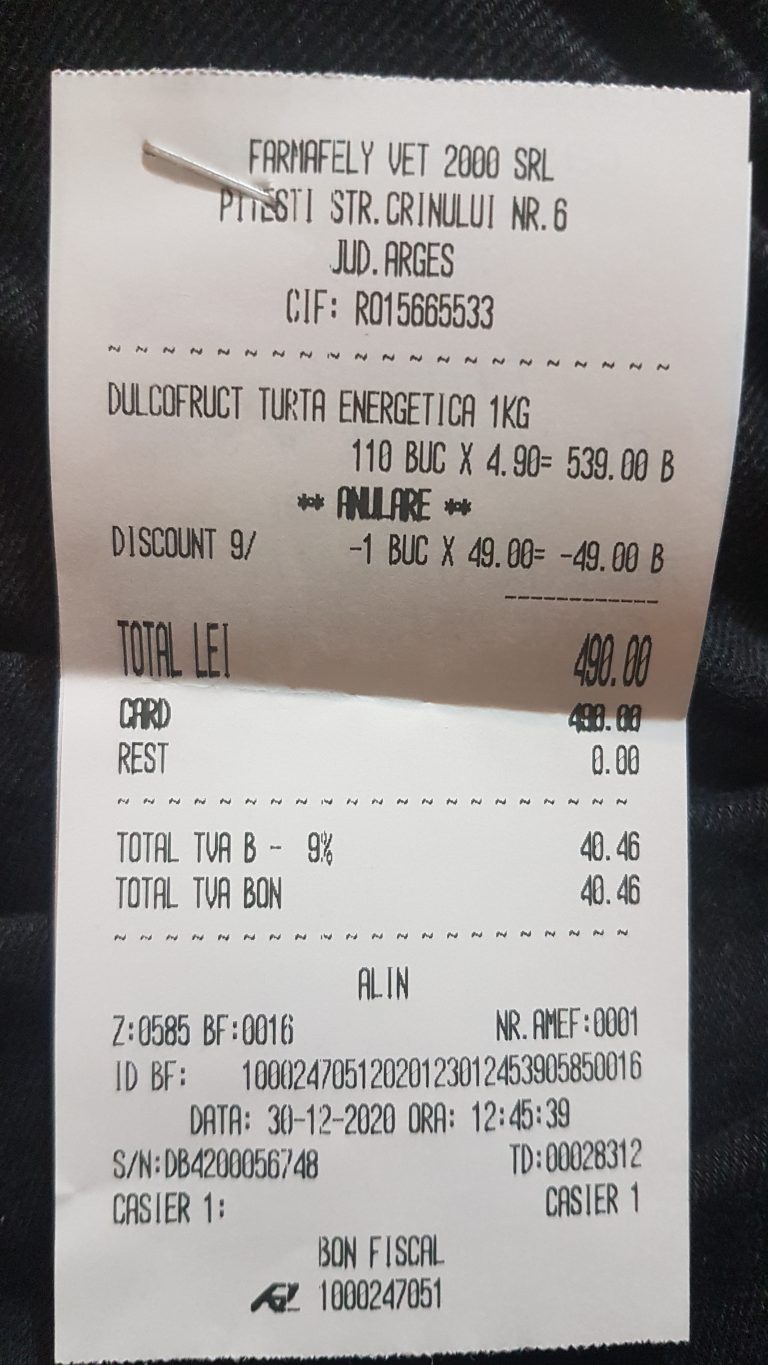 FARMAFELY VET 2000 SRL
PITESTI STR.CRINULUI NR.6
JUD.ARGES
CIF: RO15665533
~ ~ ~ ~ ~ ~ ~ ~ ~ ~ ~ ~ ~ ~ ~ ~ ~ ~ ~ ~ ~
DULCOFRUCT TURTA ENERGETICA 1KG
110 BUC X 4.90= 539.00 B
** ANULARE **
DISCOUNT 9/ -1 BUC X 49.00= -49.00 B
------------
TOTAL LEI 490.00
CARD 490.00
REST 0.00
~ ~ ~ ~ ~ ~ ~ ~ ~ ~ ~ ~ ~ ~ ~ ~ ~ ~ ~ ~ ~
TOTAL TVA B - 9% 40.46
TOTAL TVA BON 40.46
~ ~ ~ ~ ~ ~ ~ ~ ~ ~ ~ ~ ~ ~ ~ ~ ~ ~ ~ ~ ~
ALIN
Z:0585 BF:0016 NR.AMEF:0001
ID BF: 10002470512020123012453905850016
DATA: 30-12-2020 ORA: 12:45:39
S/N:DB4200056748 TD:00028312
CASIER 1: CASIER 1
BON FISCAL
1000247051